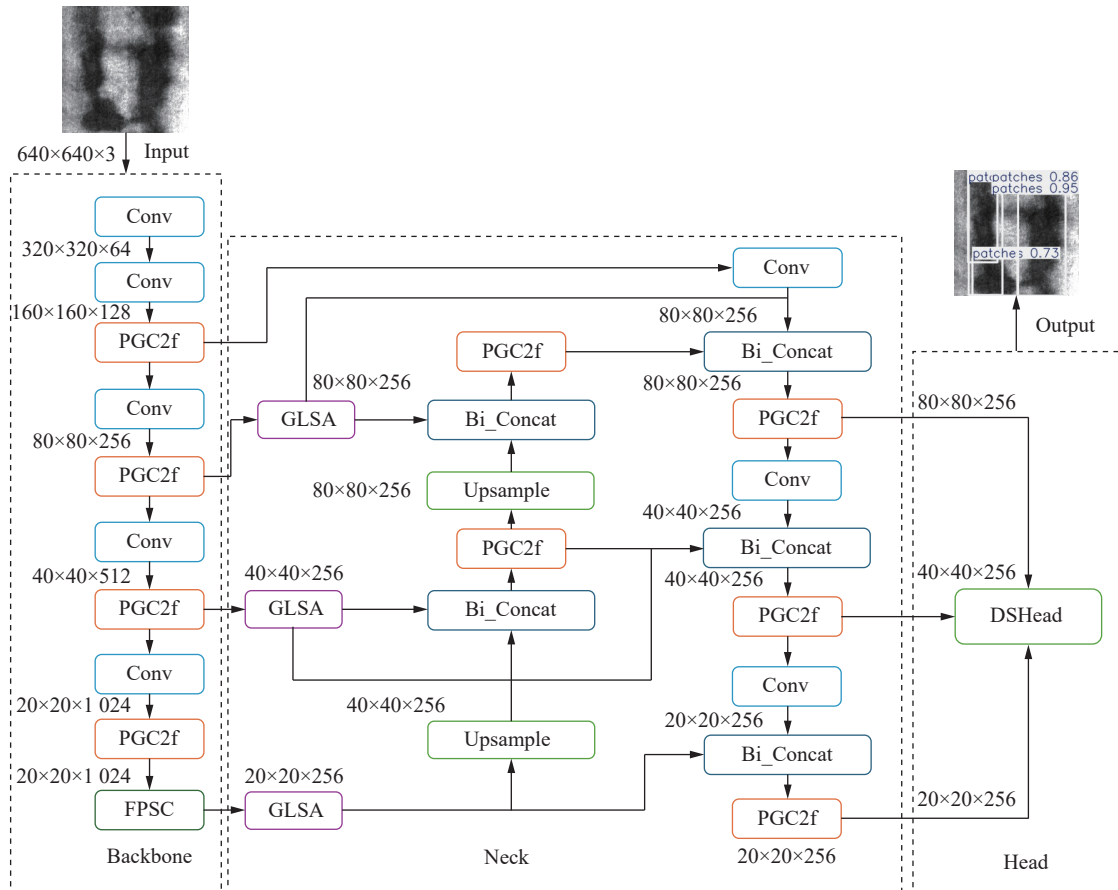 640×640×3
Input
Conv
320×320×64
Conv
160×160×128
PGC2f
Conv
80×80×256
PGC2f
Conv
40×40×512
PGC2f
Conv
20×20×1 024
PGC2f
20×20×1 024
FPSC
Backbone
GLSA
80×80×256
40×40×256
GLSA
20×20×256
GLSA
PGC2f
Bi_Concat
Upsample
80×80×256
PGC2f
Bi_Concat
40×40×256
Upsample
Neck
Conv
80×80×256
Bi_Concat
80×80×256
PGC2f
Conv
40×40×256
Bi_Concat
40×40×256
PGC2f
Conv
20×20×256
Bi_Concat
PGC2f
20×20×256
patches 0.86
patches 0.95
patches 0.73
Output
80×80×256
40×40×256
DSHead
20×20×256
Head